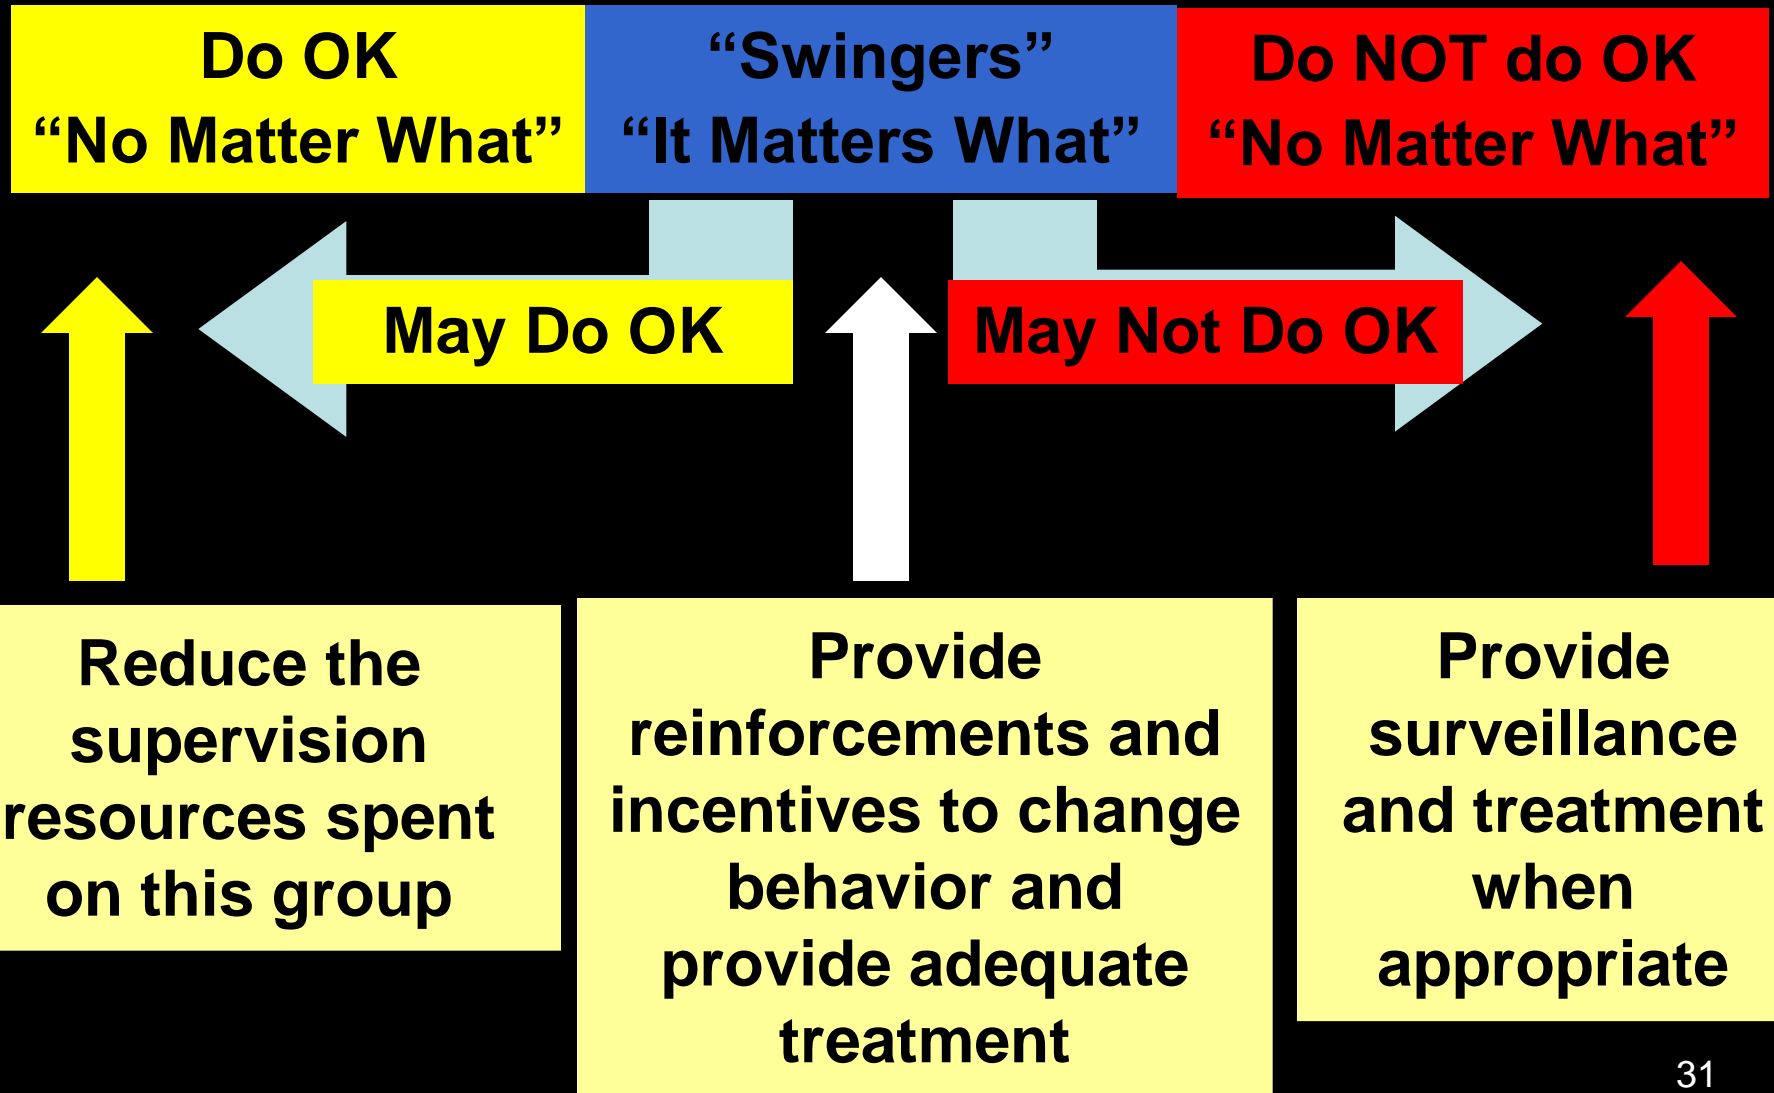 Do OK
“No Matter What”
“Swingers”
“It Matters What”
Do NOT do OK
“No Matter What”
May Do OK
May Not Do OK
Reduce the
supervision
resources spent
on this group
Provide
reinforcements and
incentives to change
behavior and
provide adequate
treatment
Provide
surveillance
and treatment
when
appropriate
31